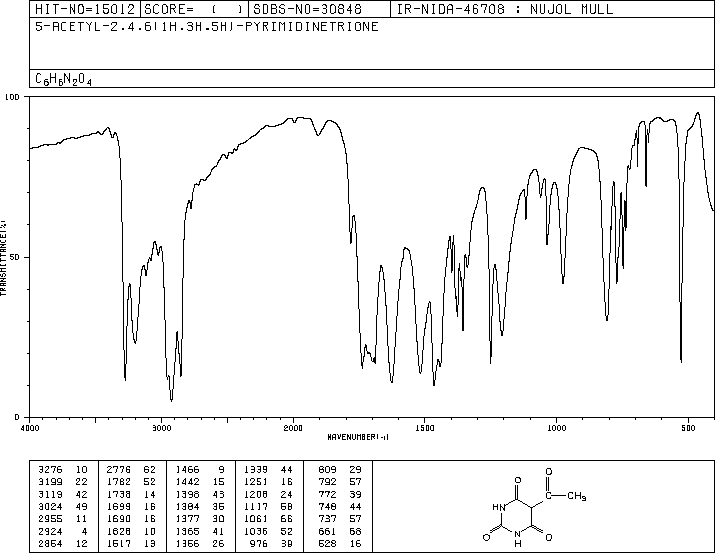 HIT-NO=15012 SCORE= ( ) SDBS-NO=30848 IR-NIDA-46708 : NUJOL MULL
5-ACETYL-2.4.6(1H.3H.5H)-PYRIMIDINETRIONE
C6H6N2O4
100
50
0
TRANSMITTANCE(%)
4000 3000 2000 1500 1000 500
WAVENUMBER(-1)
3276 10 2776 62 1466 9 1339 44 809 29
3199 22 1782 52 1442 15 1251 16 792 57
3119 42 1738 14 1398 43 1208 24 772 39
3024 49 1699 16 1384 36 1117 58 748 44
2955 11 1690 16 1377 30 1061 66 737 57
2924 4 1628 10 1365 41 1036 52 661 68
2854 12 1517 13 1356 26 976 39 528 16
O
O C CH3
HN
O N O
H